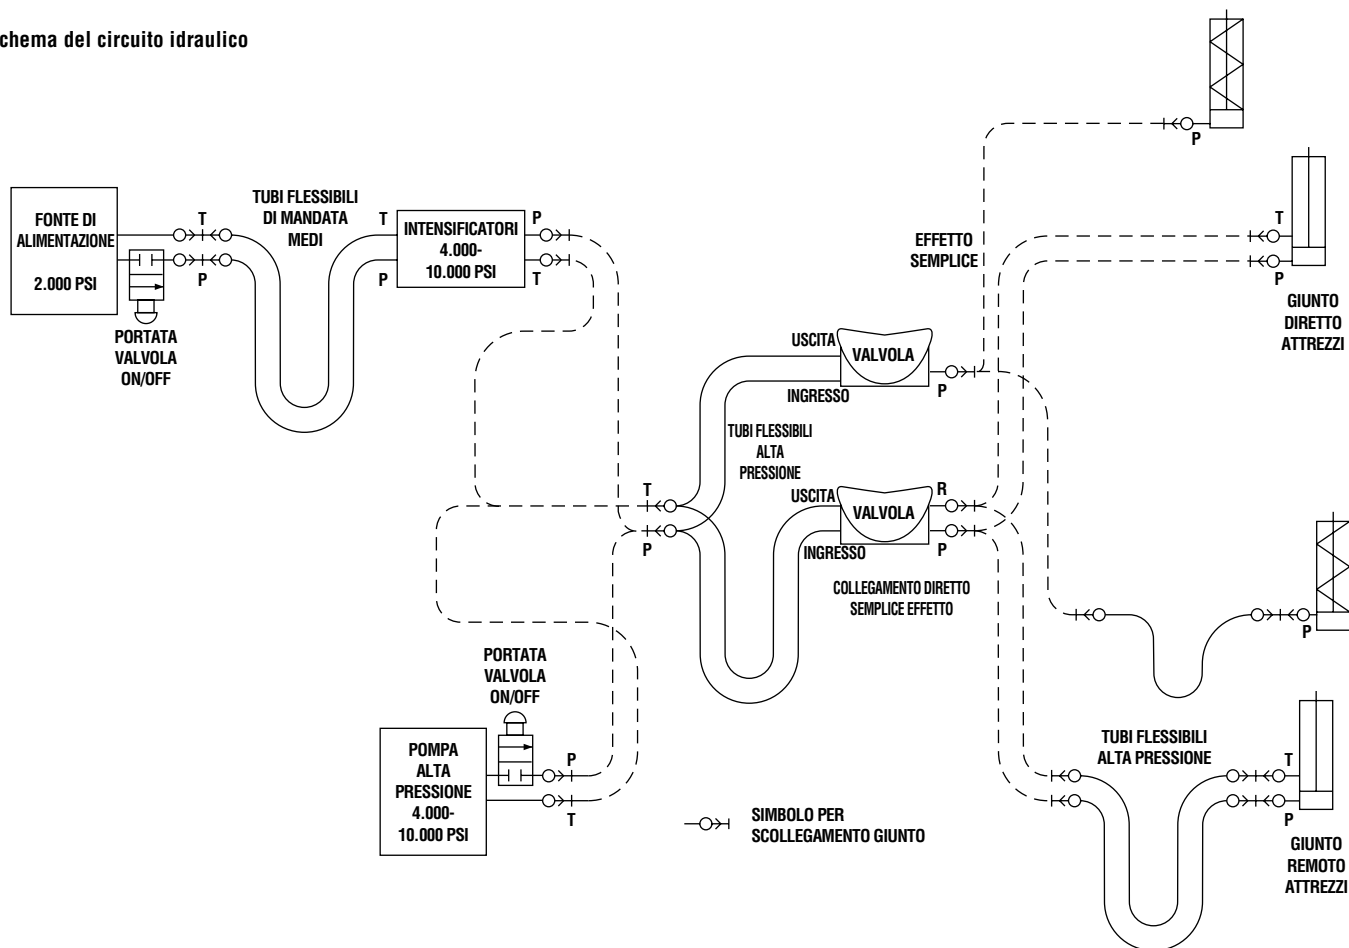 chema del circuito idraulico
P
FONTE DI
ALIMENTAZIONE
2.000 PSI
T
P
PORTATA
VALVOLA
ON/OFF
TUBI FLESSIBILI
DI MANDATA
MEDI
T
P
INTENSIFICATORI
4.000-
10.000 PSI
P
T
EFFETTO
SEMPLICE
T
P
GIUNTO
DIRETTO
ATTREZZI
USCITA
VALVOLA
INGRESSO
P
TUBI FLESSIBILI
ALTA
PRESSIONE
T
P
USCITA
VALVOLA
INGRESSO
R
P
COLLEGAMENTO DIRETTO
SEMPLICE EFFETTO
P
PORTATA
VALVOLA
ON/OFF
POMPA
ALTA
PRESSIONE
4.000-
10.000 PSI
P
T
SIMBOLO PER
SCOLLEGAMENTO GIUNTO
TUBI FLESSIBILI
ALTA PRESSIONE
T
P
GIUNTO
REMOTO
ATTREZZI